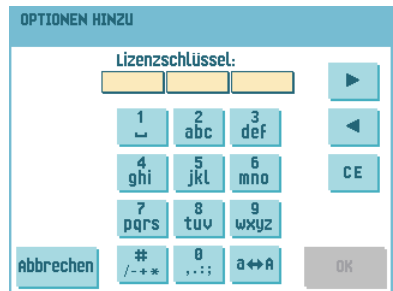 OPTIONEN HINZU
Lizenzschlüssel:
1 2 3
␣ abc def
4 5 6 CE
ghi jkl mno
7 8 9
pqrs tuv wxyz
Abbrechen # 0 a↔A OK
/-+* ,.:;